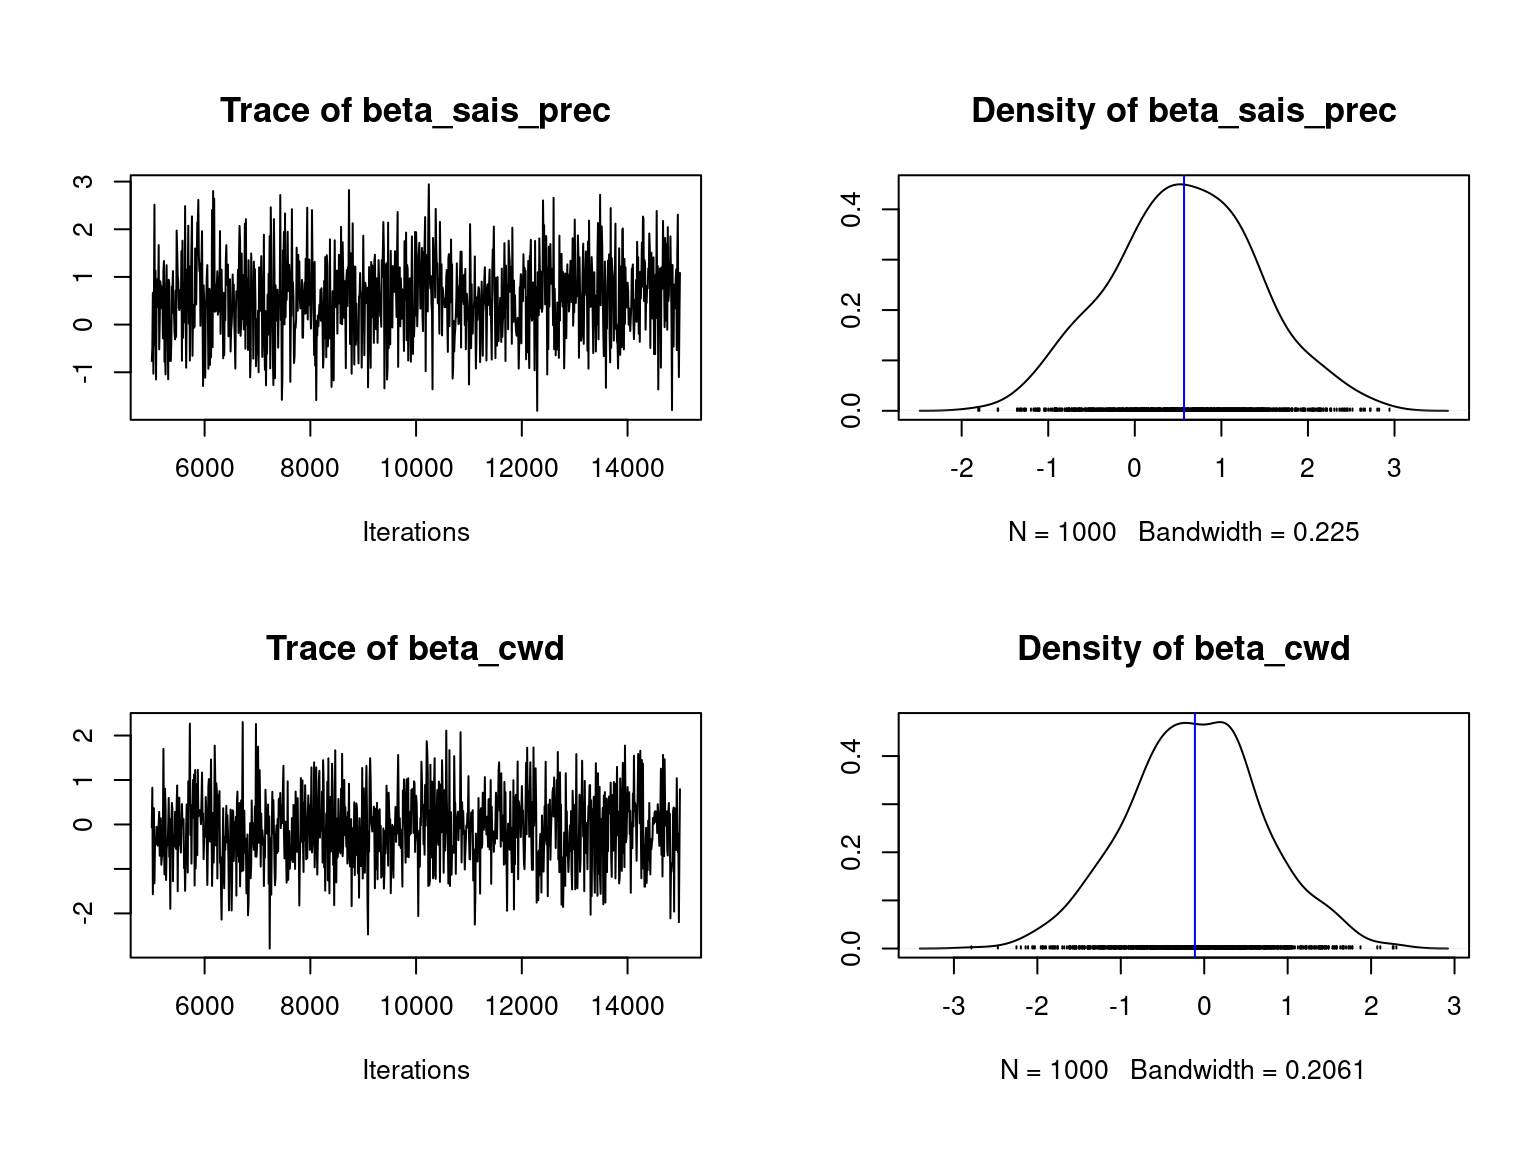 Trace of beta_sais_prec
3
2
1
0
-1
6000 8000 10000 12000 14000
Iterations
Density of beta_sais_prec
0.4
0.2
0.0
-2 -1 0 1 2 3
N = 1000 Bandwidth = 0.225
Trace of beta_cwd
2
1
0
-2
6000 8000 10000 12000 14000
Iterations
Density of beta_cwd
0.4
0.2
0.0
-3 -2 -1 0 1 2 3
N = 1000 Bandwidth = 0.2061